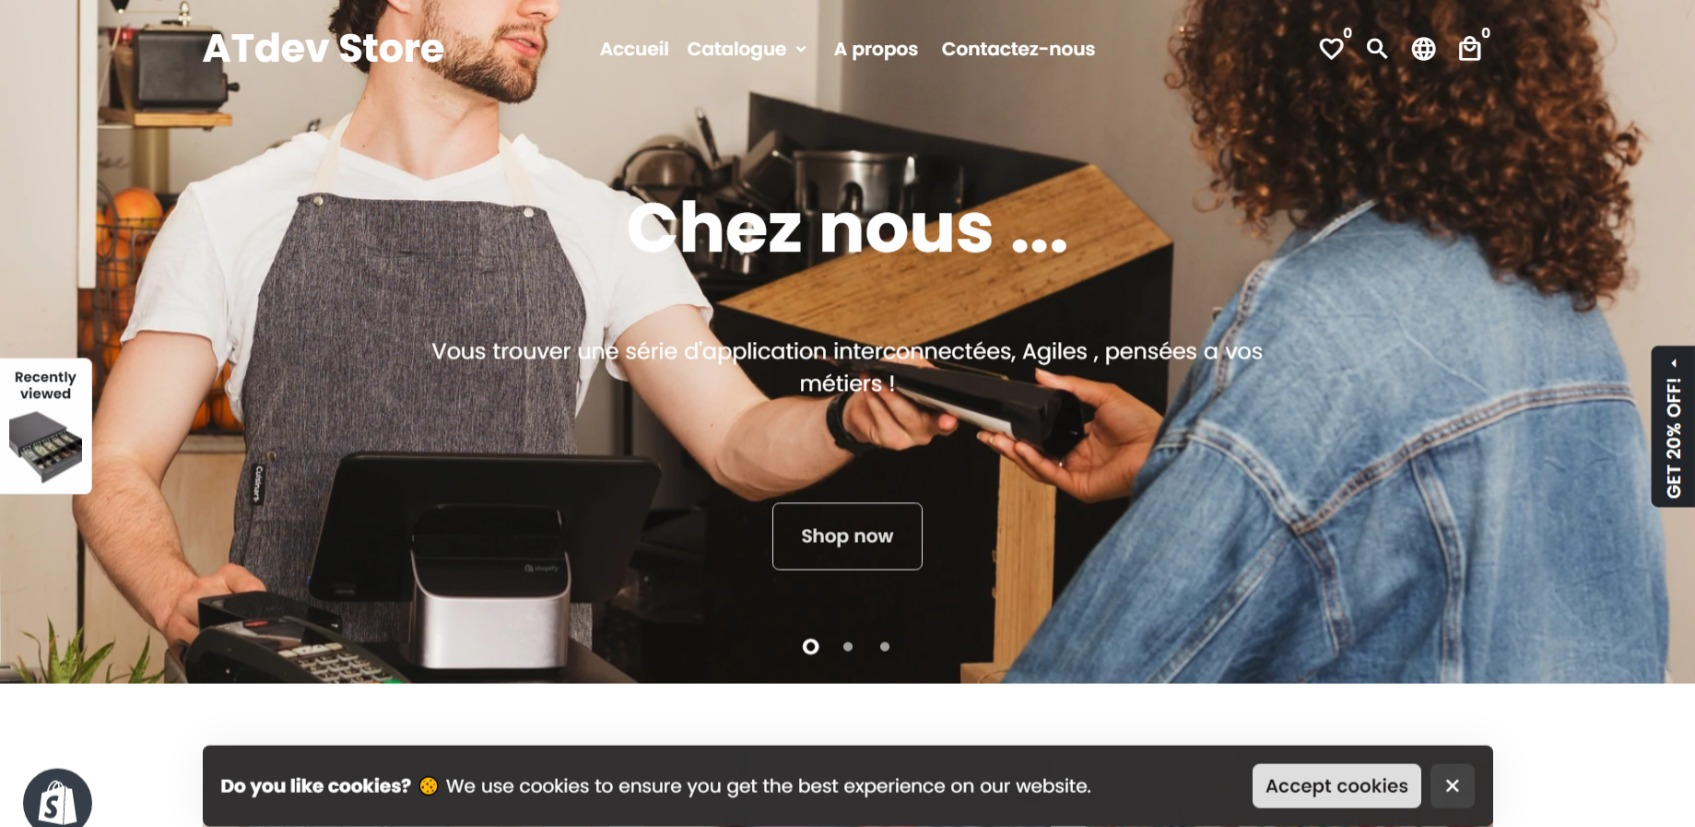 ATdev Store
Accueil Catalogue A propos Contactez-nous
0
0
Chez nous ...
Vous trouver une série d'application interconnectées, Agiles , pensées a vos
métiers !
Recently
viewed
GET 20% OFF!
Cuisinart
shopify
Shop now
Do you like cookies? We use cookies to ensure you get the best experience on our website.
Accept cookies
S